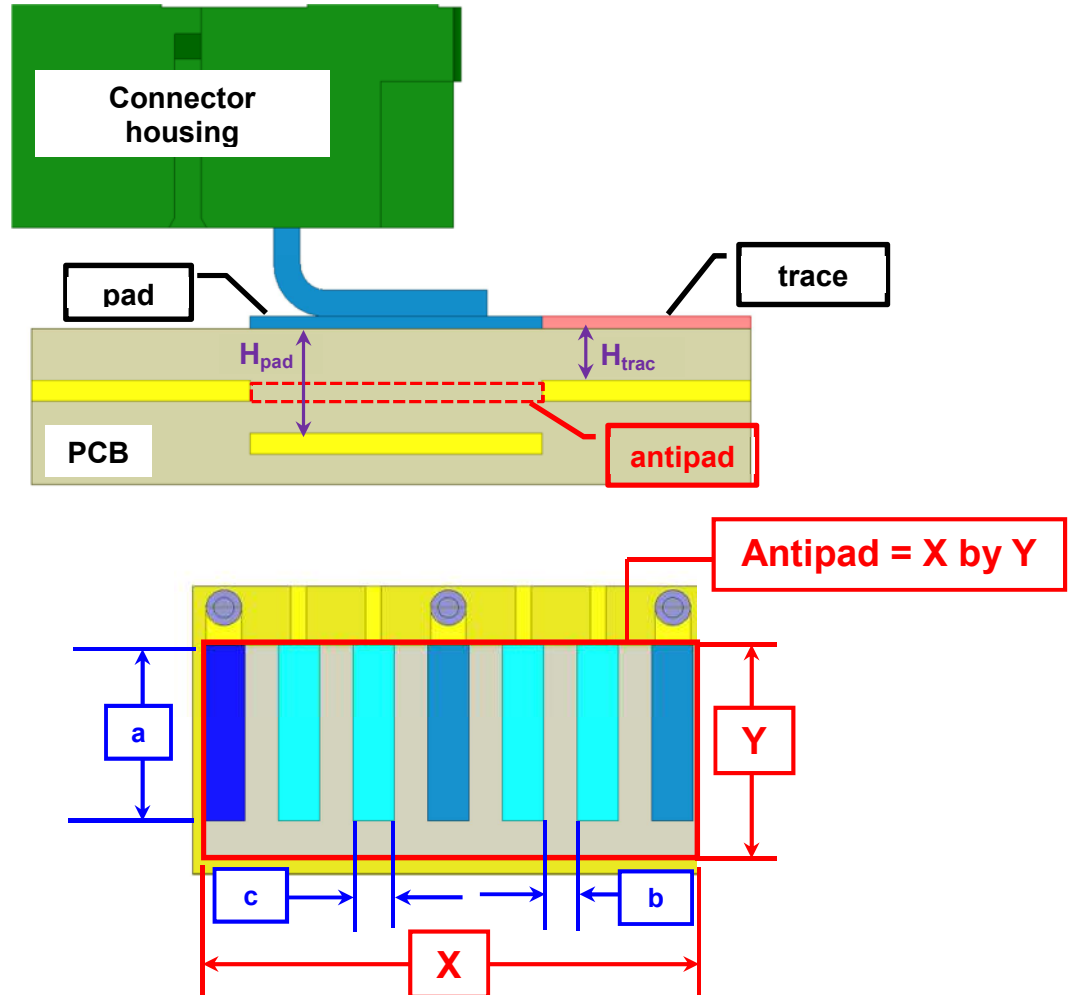 Connector
housing
pad
trace
Hpad
Htrac
PCB
antipad
Antipad = X by Y
a
Y
c
b
X